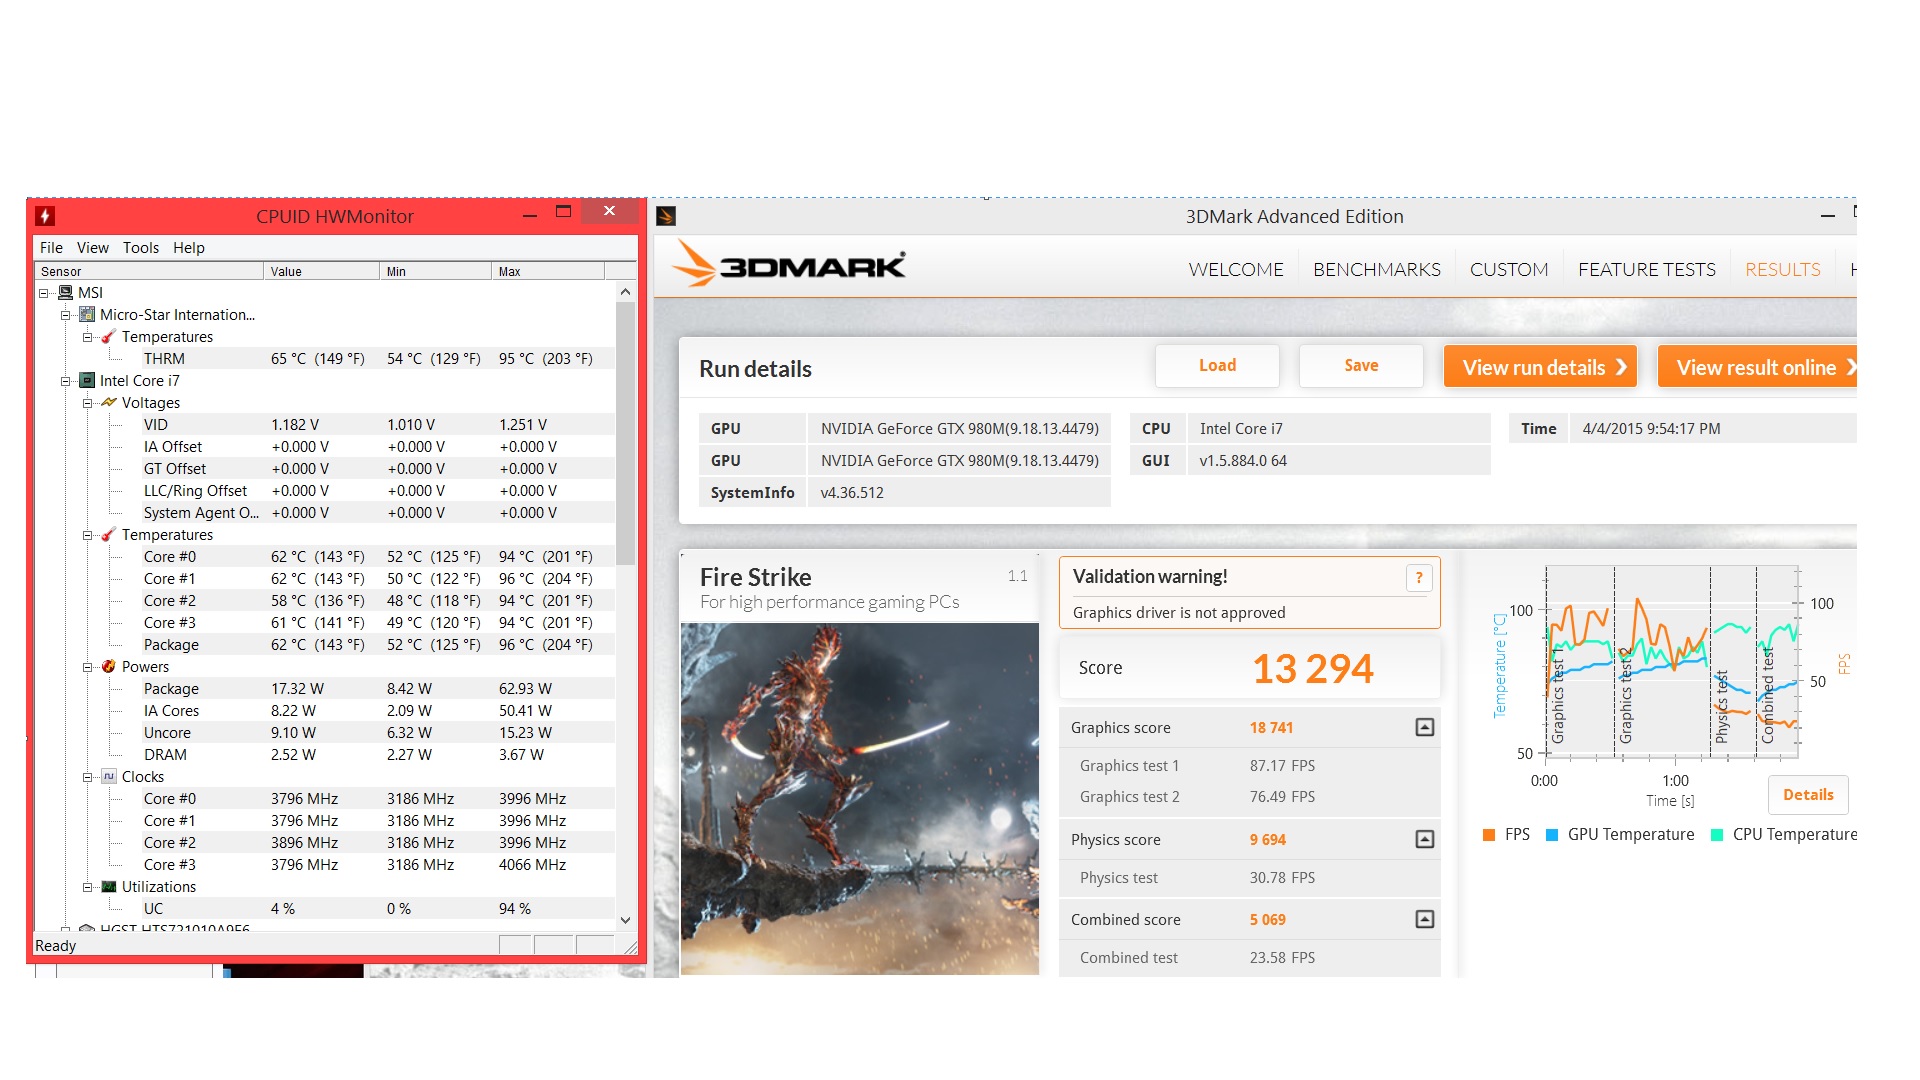 CPUID HWMonitor
File View Tools Help
Sensor Value Min Max
MSI
Micro-Star Internation...
Temperatures
THRM 65 °C (149 °F) 54 °C (129 °F) 95 °C (203 °F)
Intel Core i7
Voltages
VID 1.182 V 1.010 V 1.251 V
IA Offset +0.000 V +0.000 V +0.000 V
GT Offset +0.000 V +0.000 V +0.000 V
LLC/Ring Offset +0.000 V +0.000 V +0.000 V
System Agent O... +0.000 V +0.000 V +0.000 V
Temperatures
Core #0 62 °C (143 °F) 52 °C (125 °F) 94 °C (201 °F)
Core #1 62 °C (143 °F) 50 °C (122 °F) 96 °C (204 °F)
Core #2 58 °C (136 °F) 48 °C (118 °F) 94 °C (201 °F)
Core #3 61 °C (141 °F) 49 °C (120 °F) 94 °C (201 °F)
Package 62 °C (143 °F) 52 °C (125 °F) 96 °C (204 °F)
Powers
Package 17.32 W 8.42 W 62.93 W
IA Cores 8.22 W 2.09 W 50.41 W
Uncore 9.10 W 6.32 W 15.23 W
DRAM 2.52 W 2.27 W 3.67 W
Clocks
Core #0 3796 MHz 3186 MHz 3996 MHz
Core #1 3796 MHz 3186 MHz 3996 MHz
Core #2 3896 MHz 3186 MHz 3996 MHz
Core #3 3796 MHz 3186 MHz 4066 MHz
Utilizations
UC 4 % 0 % 94 %
Ready
3DMark Advanced Edition
3DMARK
WELCOME BENCHMARKS CUSTOM FEATURE TESTS RESULTS
Run details Load Save View run details View result online
GPU NVIDIA GeForce GTX 980M(9.18.13.4479) CPU Intel Core i7 Time 4/4/2015 9:54:17 PM
GPU NVIDIA GeForce GTX 980M(9.18.13.4479) GUI v1.5.884.0 64
SystemInfo v4.36.512
Fire Strike 1.1
For high performance gaming PCs
Validation warning! ?
Graphics driver is not approved
Score 13 294
Graphics score 18 741
Graphics test 1 87.17 FPS
Graphics test 2 76.49 FPS
Physics score 9 694
Physics test 30.78 FPS
Combined score 5 069
Combined test 23.58 FPS
Temperature [°C]
100
50
Graphics test 1
Graphics test 2
Physics test
Combined test
100
50
FPS
0:00 1:00
Time [s]
Details
FPS GPU Temperature CPU Temperature